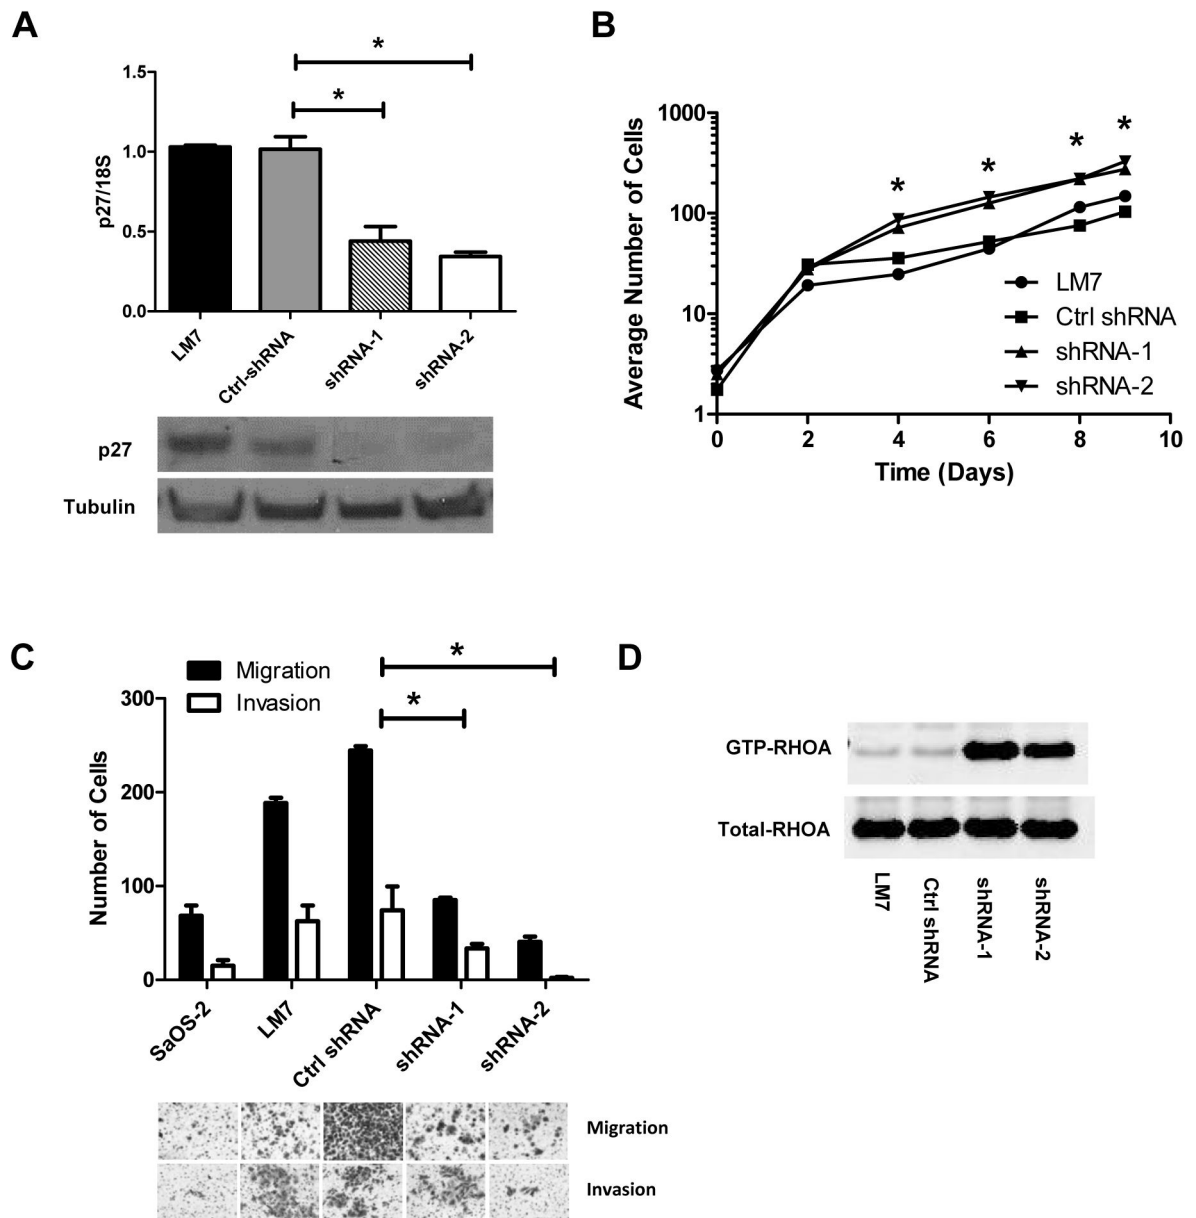 A
*
*
1.5
1.0
0.5
0.0
p27/18S
LM7
Ctrl-shRNA
shRNA-1
shRNA-2
p27
Tubulin
B
1000
100
10
1
Average Number of Cells
*
*
*
*
LM7
Ctrl shRNA
shRNA-1
shRNA-2
0
2
4
6
8
10
Time (Days)
C
Migration
Invasion
*
*
300
200
100
0
Number of Cells
SaOS-2
LM7
Ctrl shRNA
shRNA-1
shRNA-2
Migration
Invasion
D
GTP-RHOA
Total-RHOA
LM7
Ctrl shRNA
shRNA-1
shRNA-2